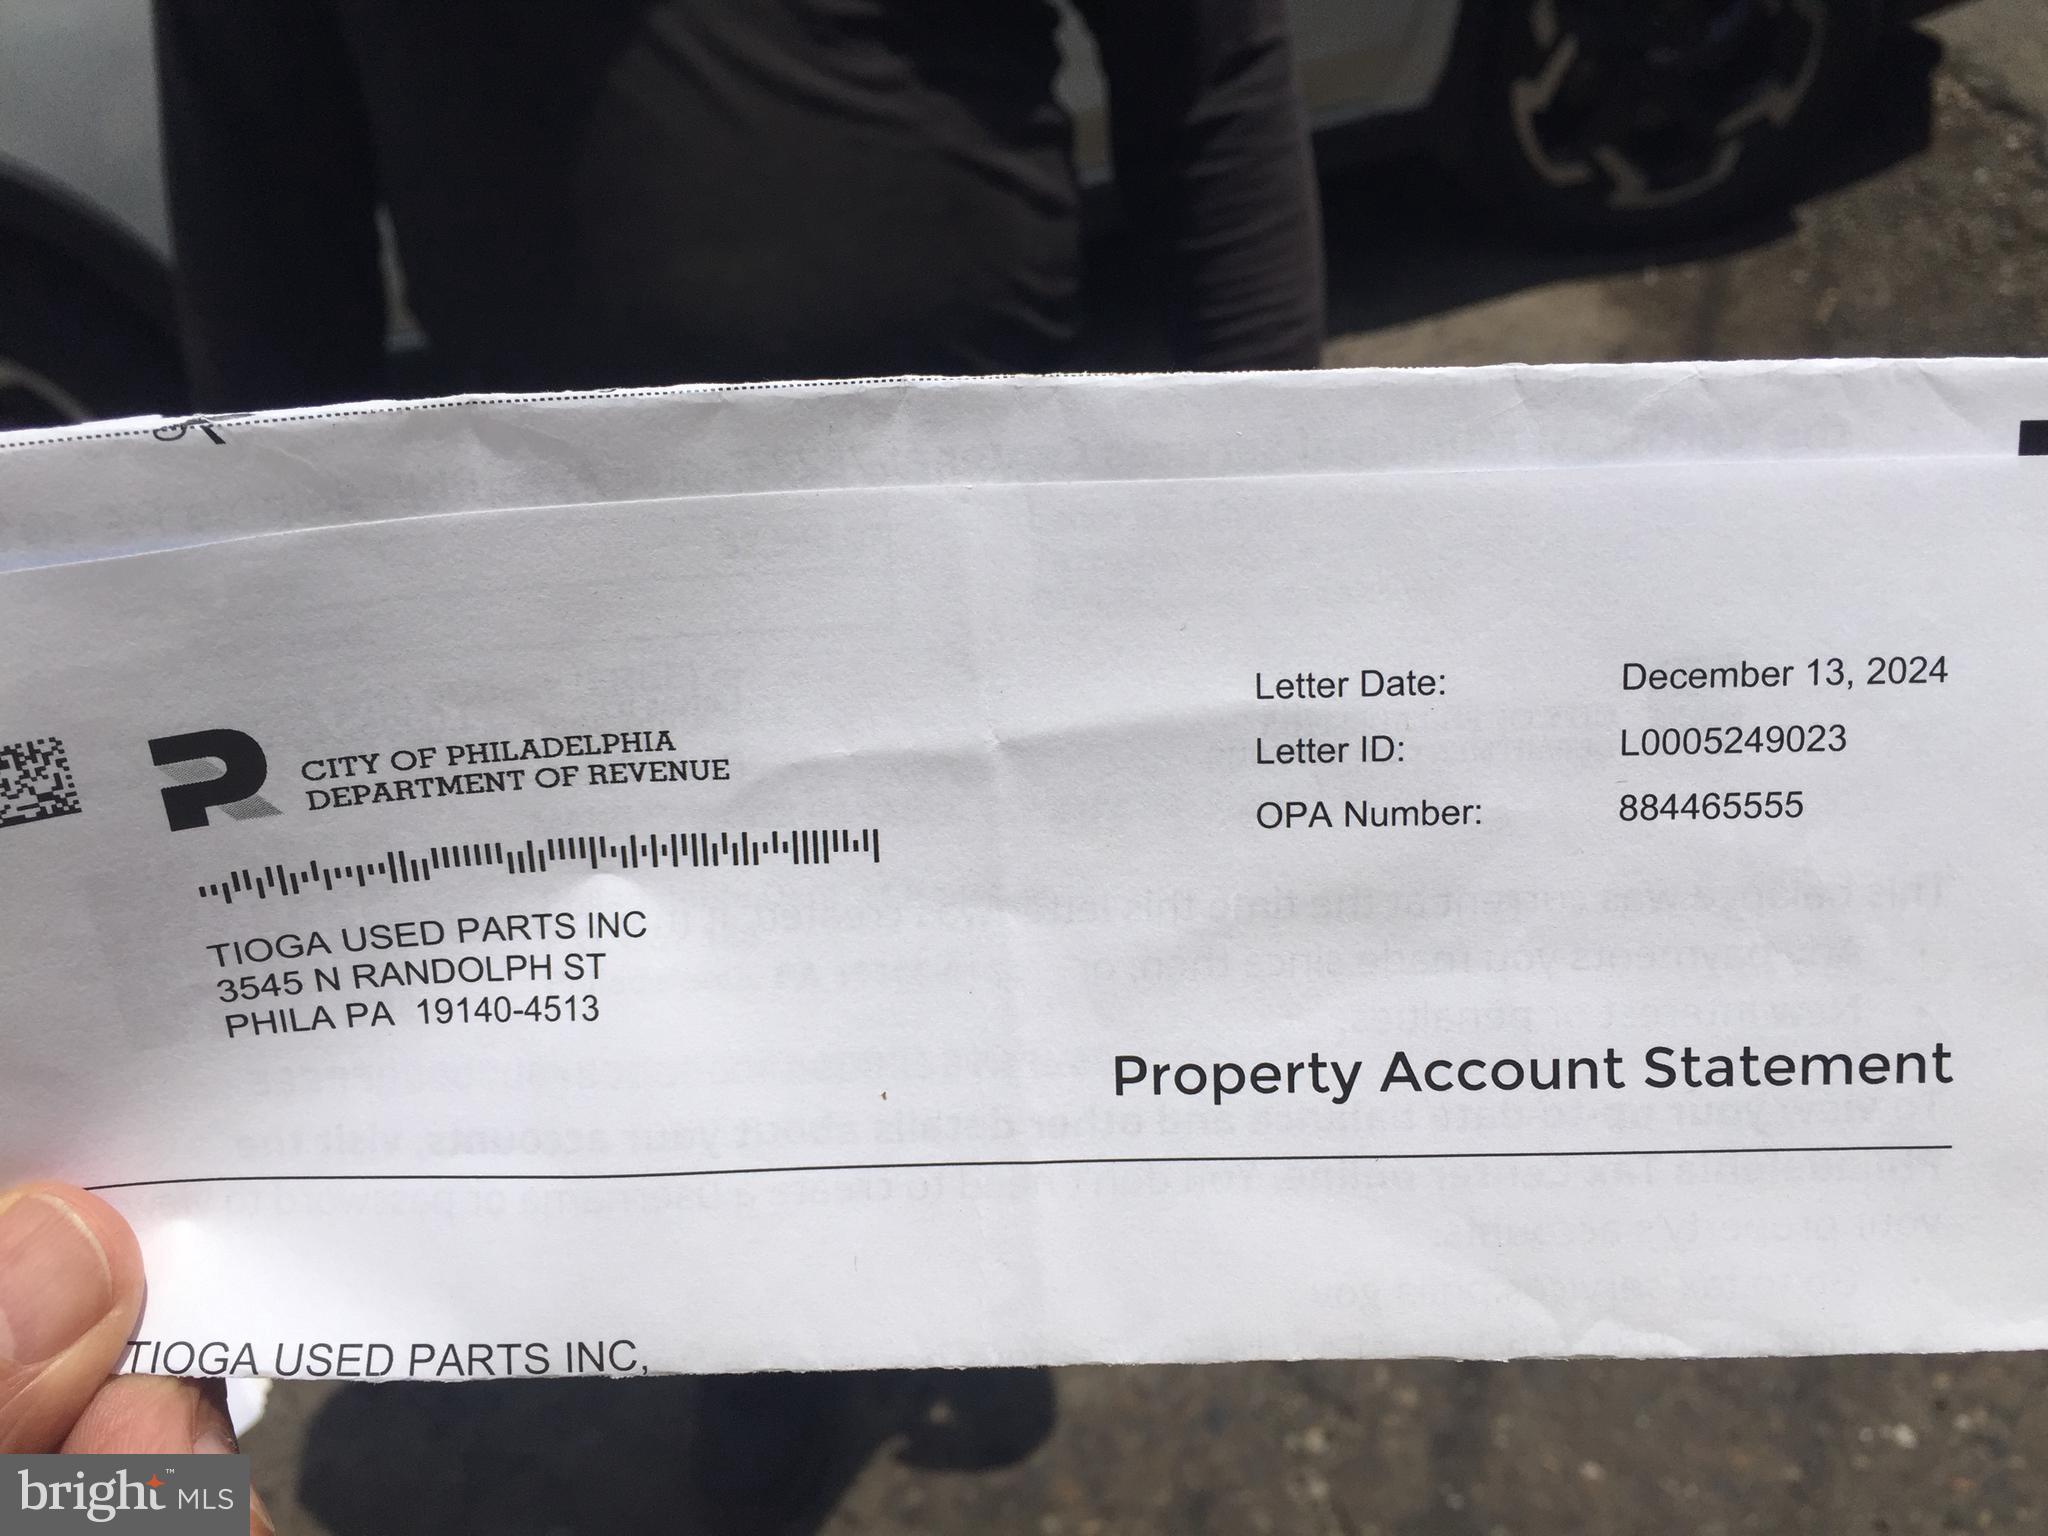 CITY OF PHILADELPHIA
DEPARTMENT OF REVENUE
Letter Date: December 13, 2024
Letter ID: L0005249023
OPA Number: 884465555
TIOGA USED PARTS INC
3545 N RANDOLPH ST
PHILA PA 19140-4513
Property Account Statement
TIOGA USED PARTS INC,
bright™ MLS